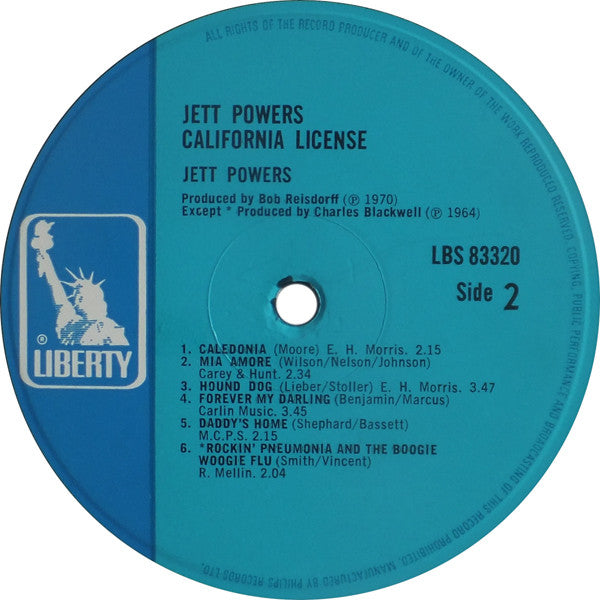 ALL RIGHTS OF THE RECORD PRODUCER AND OF THE OWNER OF THE WORK REPRODUCED RESERVED. COPYING, PUBLIC PERFORMANCE AND BROADCASTING OF THIS RECORD PROHIBITED. MANUFACTURED BY PHILIPS RECORDS LTD.
JETT POWERS
CALIFORNIA LICENSE
JETT POWERS
Produced by Bob Reisdorff (℗ 1970)
Except * Produced by Charles Blackwell (℗ 1964)
LBS 83320
Side 2
® LIBERTY
1. CALEDONIA (Moore) E. H. Morris. 2.15
2. MIA AMORE (Wilson/Nelson/Johnson)
Carey & Hunt. 2.34
3. HOUND DOG (Lieber/Stoller) E. H. Morris. 3.47
4. FOREVER MY DARLING (Benjamin/Marcus)
Carlin Music. 3.45
5. DADDY'S HOME (Shephard/Bassett)
M.C.P.S. 2.15
6. *ROCKIN' PNEUMONIA AND THE BOOGIE
WOOGIE FLU (Smith/Vincent)
R. Mellin. 2.04